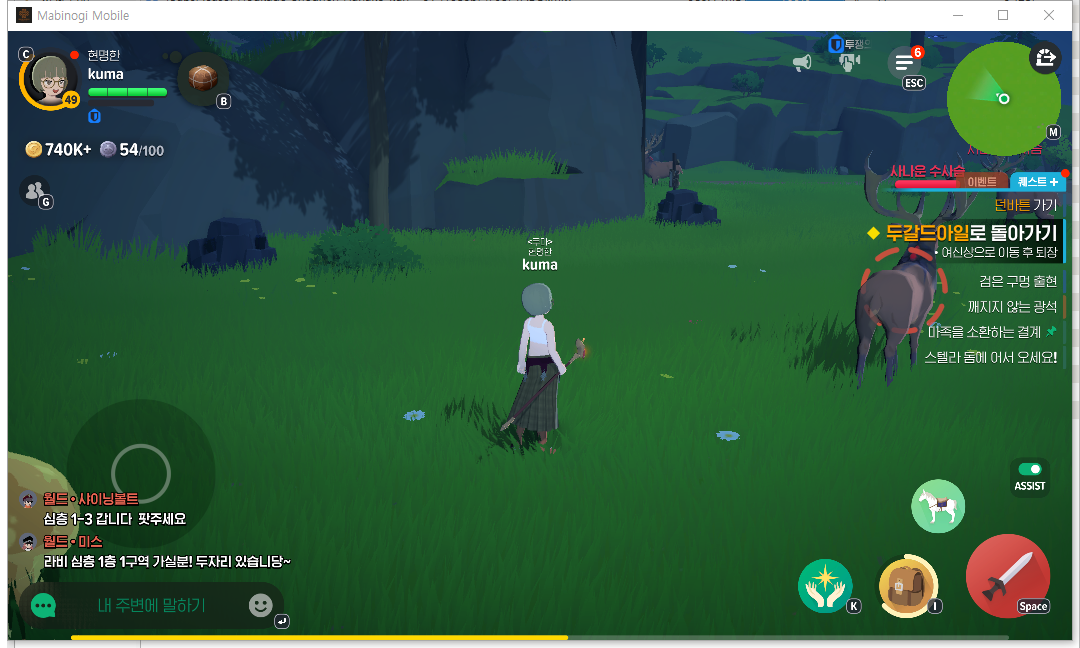 Mabinogi Mobile
C
현명한
kuma
49
B
740K+
54/100
G
투쟁의
6
ESC
M
사나운 수사슴
이벤트
퀘스트 +
던바튼 가기
두갈드아일로 돌아가기
• 여신상으로 이동 후 퇴장
검은 구멍 출현
깨지지 않는 광석
마족을 소환하는 결계
스텔라 돔에 어서 오세요!
<투아>
현명한
kuma
ASSIST
월드 • 샤이닝볼트
심층 1-3 갑니다 팟주세요
월드 • 미스
라비 심층 1층 1구역 가실분! 두자리 있습니당~
내 주변에 말하기
K
I
Space